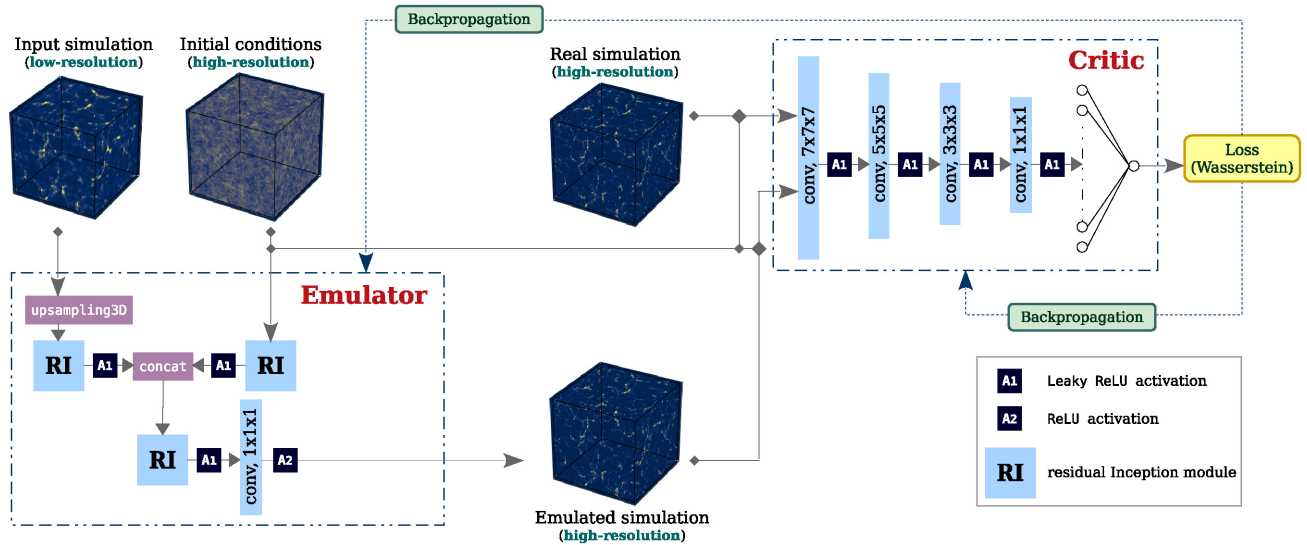 Backpropagation
Input simulation
(low-resolution)
Initial conditions
(high-resolution)
Real simulation
(high-resolution)
Critic
conv, 7x7x7
A1
conv, 5x5x5
A1
conv, 3x3x3
A1
conv, 1x1x1
A1
Loss
(Wasserstein)
Backpropagation
Emulator
upsampling3D
RI
A1
concat
A1
RI
RI
A1
conv, 1x1x1
A2
Emulated simulation
(high-resolution)
A1 Leaky ReLU activation
A2 ReLU activation
RI residual Inception module